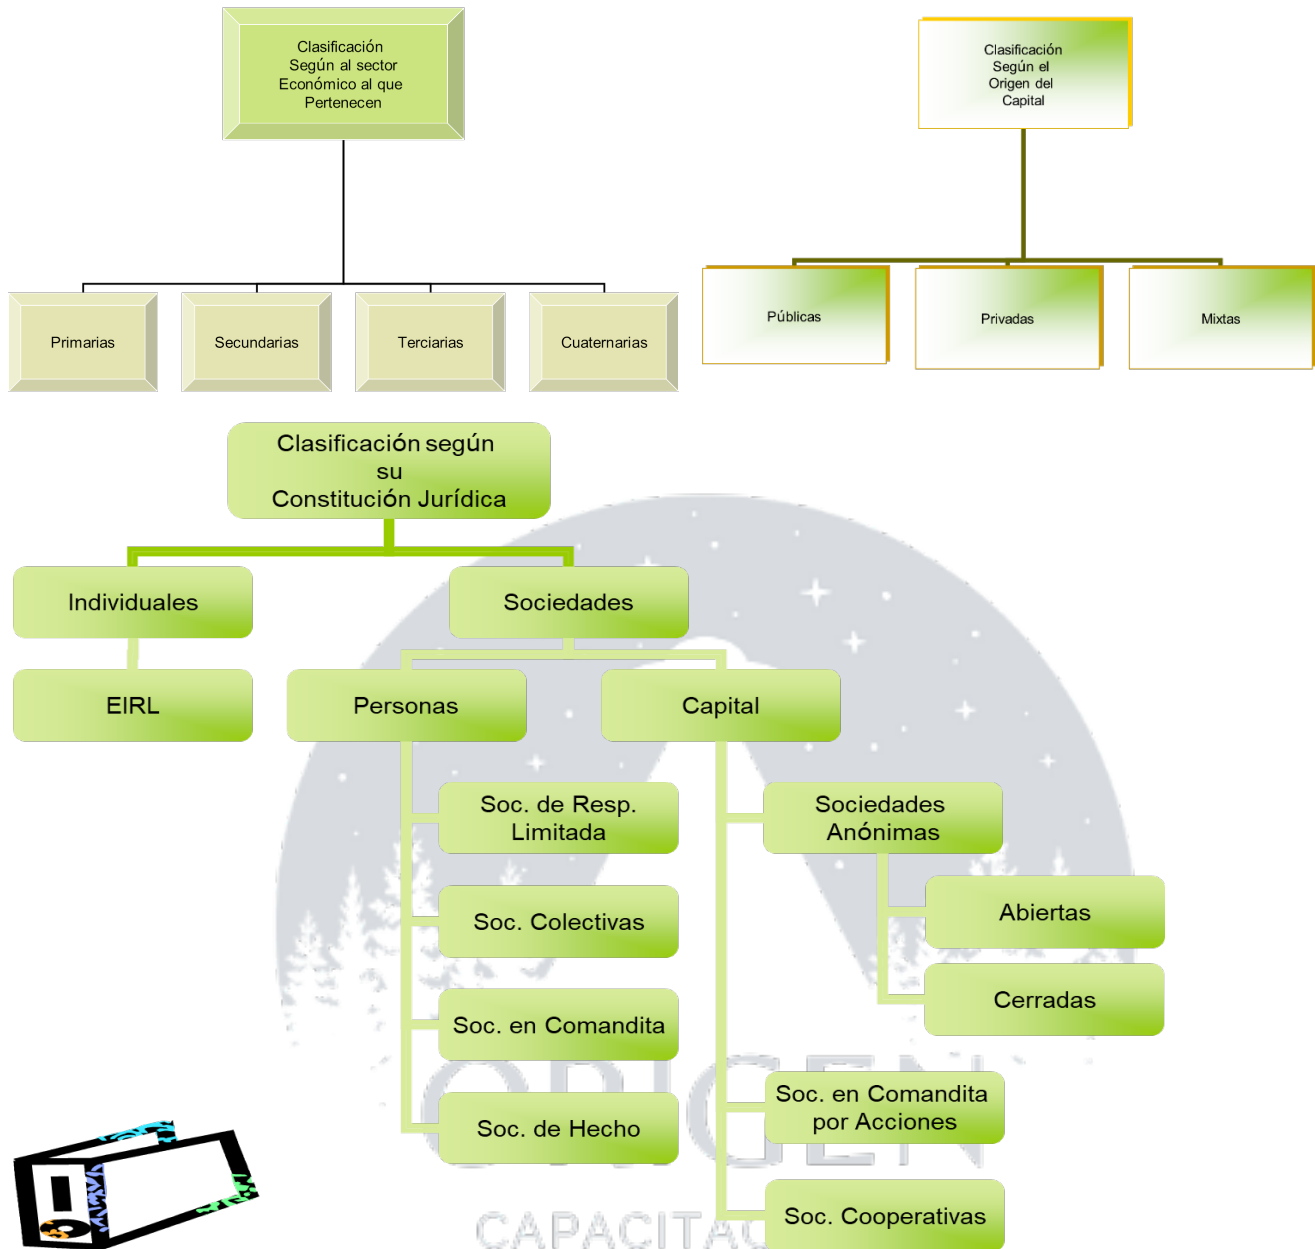 Clasificación
Según al sector
Económico al que
Pertenecen
Primarias
Secundarias
Terciarias
Cuaternarias
Clasificación
Según el
Origen del
Capital
Públicas
Privadas
Mixtas
Clasificación según
su
Constitución Jurídica
Individuales
Sociedades
EIRL
Personas
Capital
Soc. de Resp.
Limitada
Soc. Colectivas
Soc. en Comandita
Soc. de Hecho
Sociedades
Anónimas
Abiertas
Cerradas
Soc. en Comandita
por Acciones
Soc. Cooperativas
ORIGEN